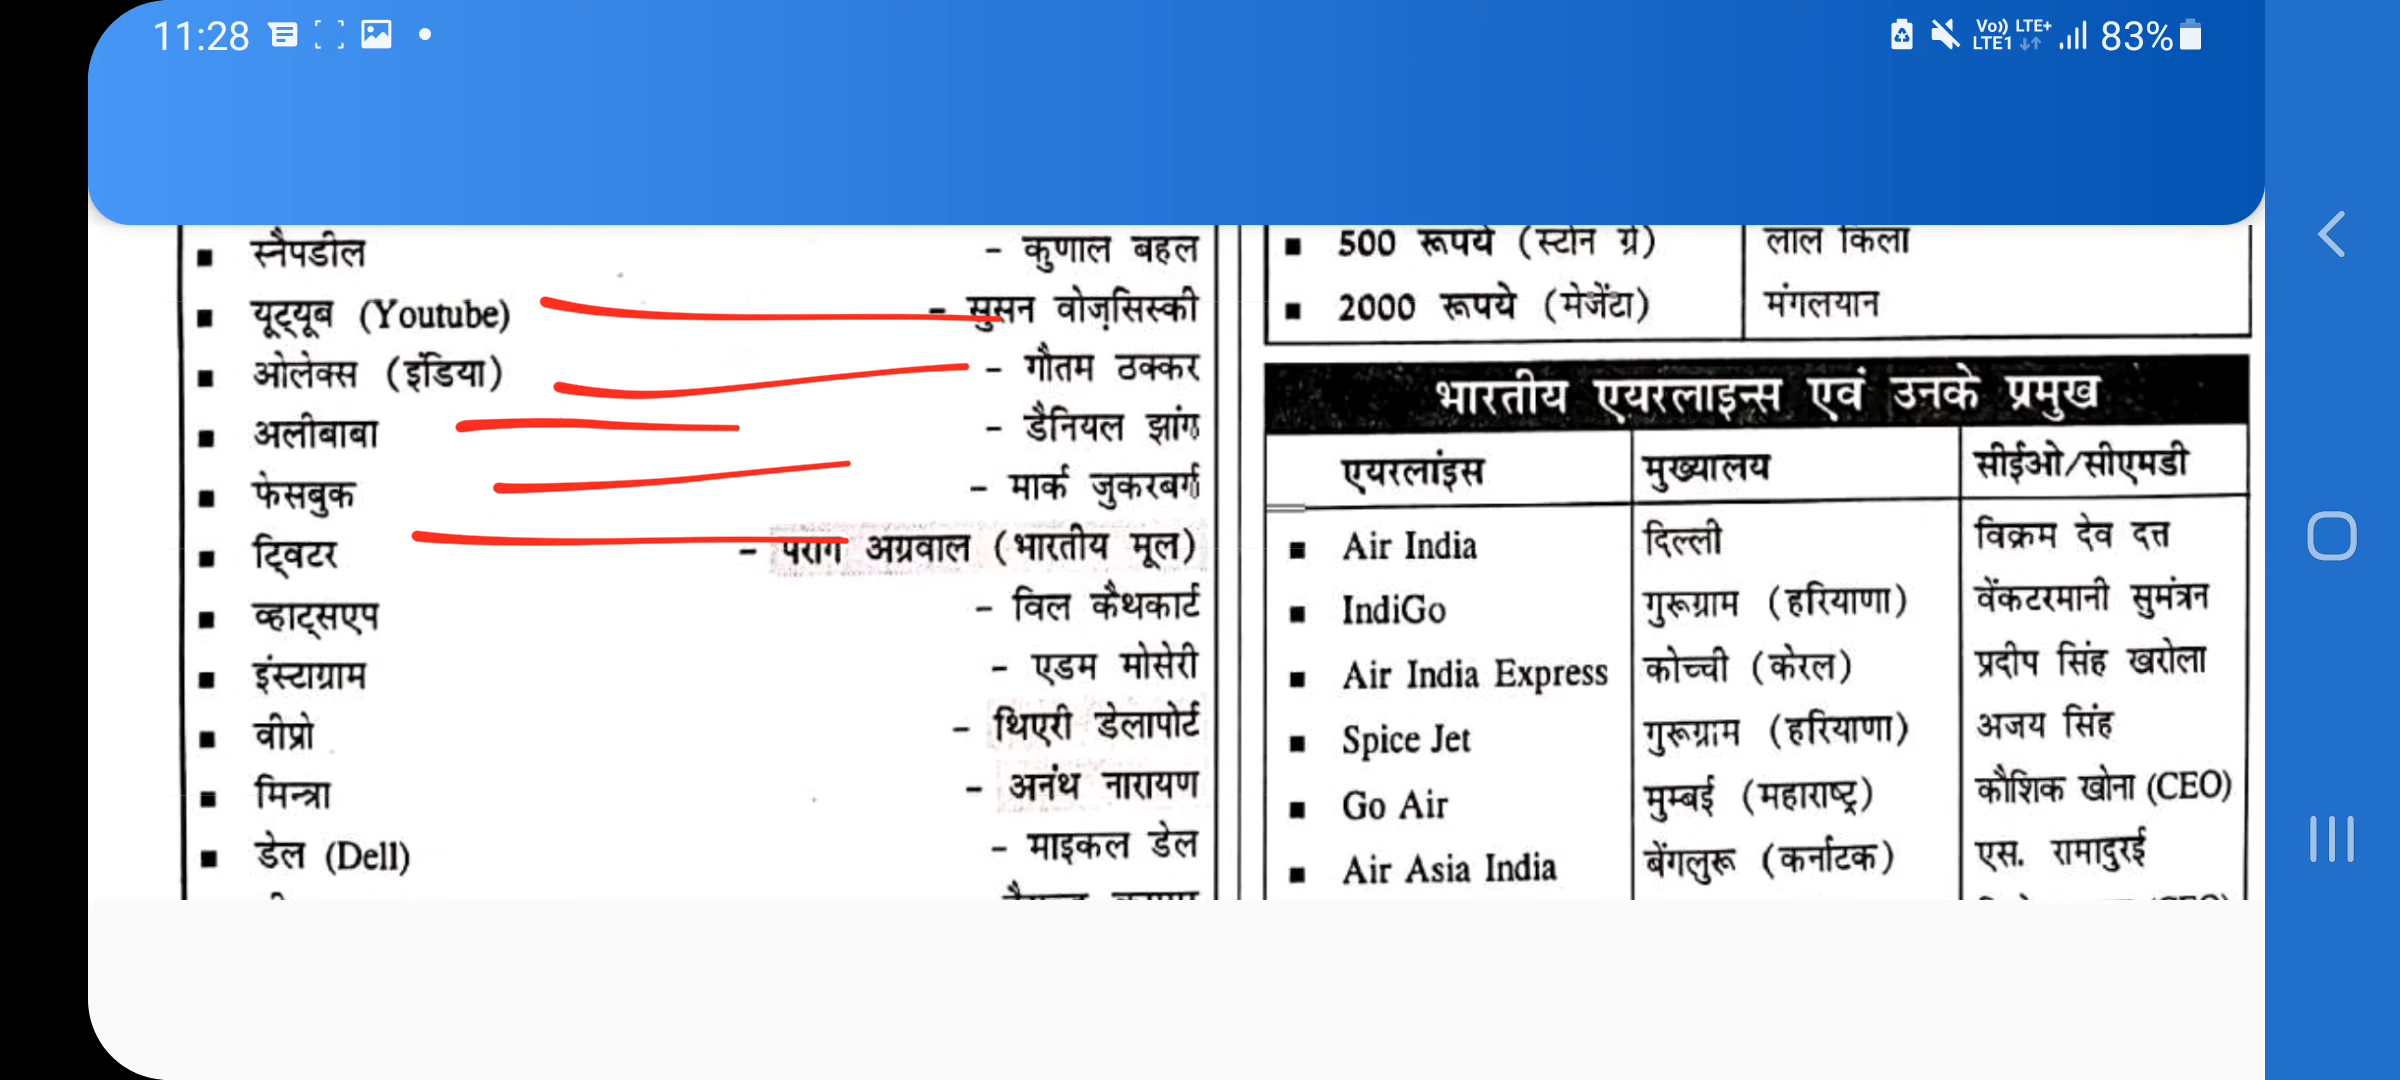 11:28
Vo)) LTE+
LTE1
83%
स्नैपडील - कुणाल बहल
यूट्यूब (Youtube) - सुसन वोज़सिस्की
ओलेक्स (इंडिया) - गौतम ठक्कर
अलीबाबा - डैनियल झांग
फेसबुक - मार्क जुकरबर्ग
ट्विटर - पराग अग्रवाल (भारतीय मूल)
व्हाट्सएप - विल कैथकार्ट
इंस्टाग्राम - एडम मोसेरी
वीप्रो - थिएरी डेलापोर्ट
मिन्त्रा - अनंथ नारायण
डेल (Dell) - माइकल डेल
500 रूपये (स्टोन ग्रे) लाल किला
2000 रूपये (मेजेंटा) मंगलयान
भारतीय एयरलाइन्स एवं उनके प्रमुख
एयरलांइस मुख्यालय सीईओ/सीएमडी
Air India दिल्ली विक्रम देव दत्त
IndiGo गुरूग्राम (हरियाणा) वेंकटरमानी सुमंत्रन
Air India Express कोच्ची (केरल) प्रदीप सिंह खरोला
Spice Jet गुरूग्राम (हरियाणा) अजय सिंह
Go Air मुम्बई (महाराष्ट्र) कौशिक खोना (CEO)
Air Asia India बेंगलुरू (कर्नाटक) एस. रामादुरई